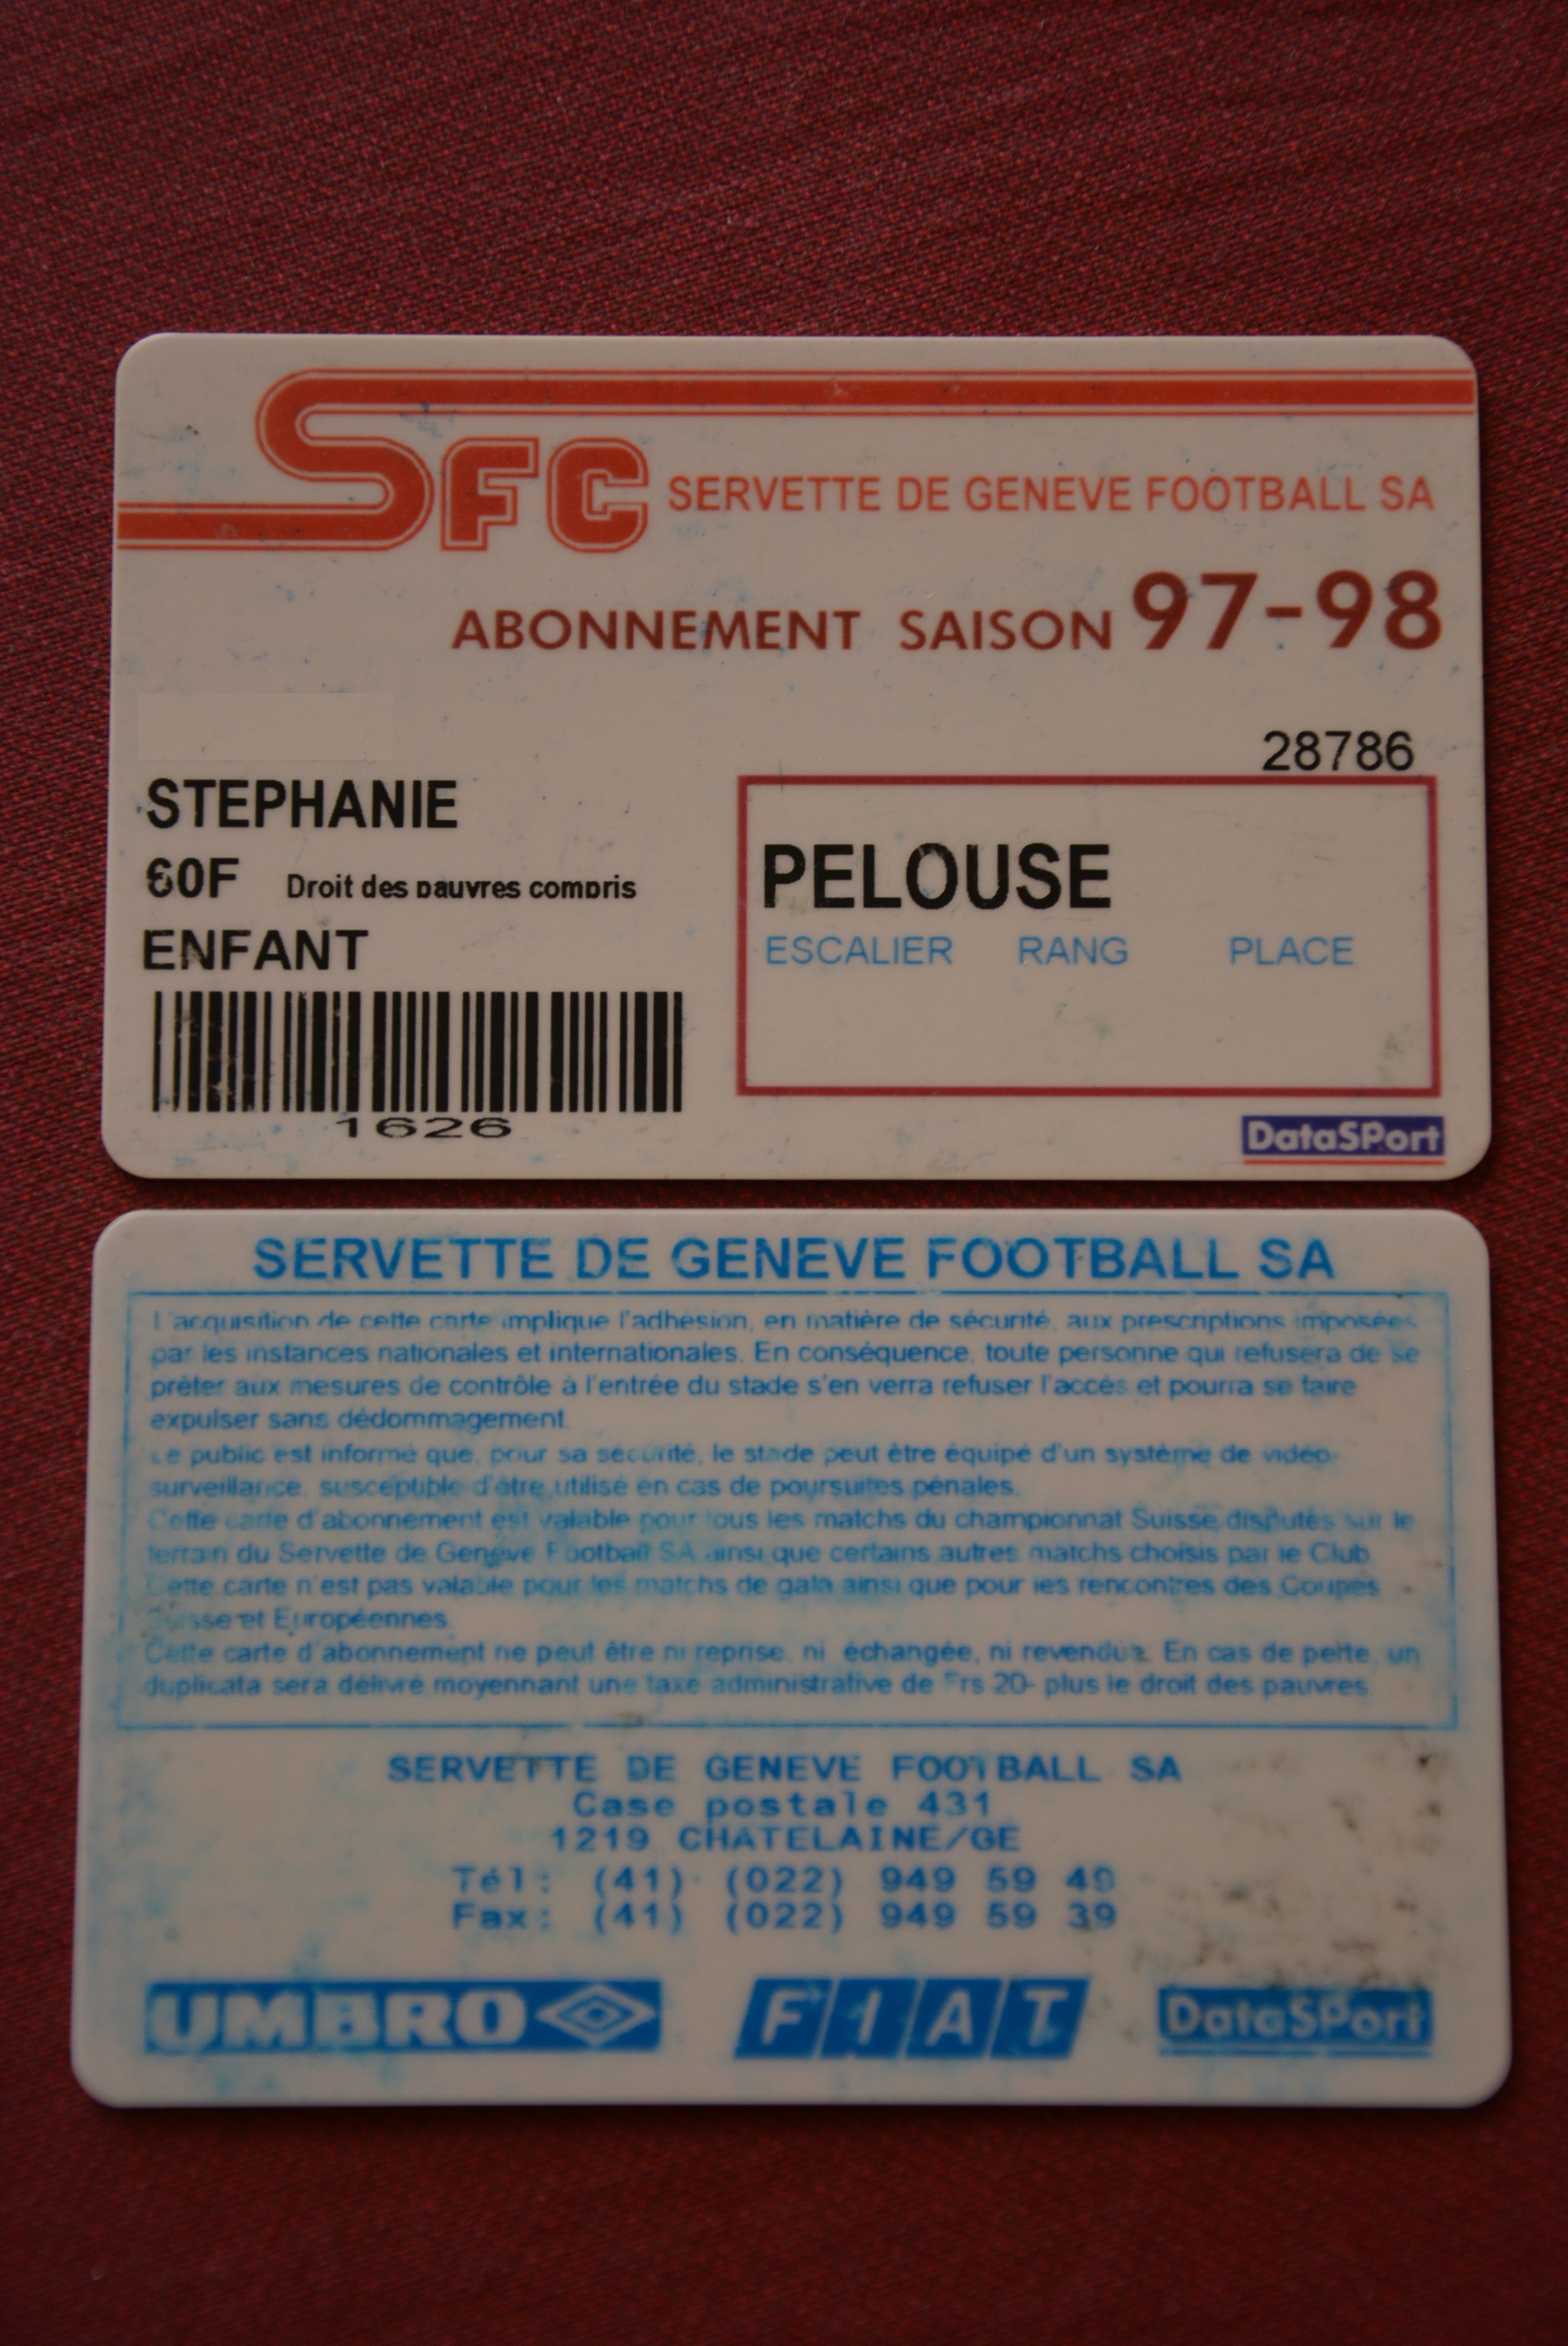 SFC SERVETTE DE GENEVE FOOTBALL SA
ABONNEMENT SAISON 97-98
28786
STEPHANIE
60F Droit des pauvres compris
ENFANT
1626
PELOUSE
ESCALIER RANG PLACE
DataSPort
SERVETTE DE GENEVE FOOTBALL SA
L'acquisition de cette carte implique l'adhésion, en matière de sécurité, aux prescriptions imposées
par les instances nationales et internationales. En conséquence, toute personne qui refusera de se
prêter aux mesures de contrôle à l'entrée du stade s'en verra refuser l'accès et pourra se faire
expulser sans dédommagement.
Le public est informé que, pour sa sécurité, le stade peut être équipé d'un système de vidéo-
surveillance, susceptible d'être utilisé en cas de poursuites pénales.
Cette carte d'abonnement est valable pour tous les matchs du championnat Suisse disputés sur le
terrain du Servette de Genève Football SA ainsi que certains autres matchs choisis par le Club.
Cette carte n'est pas valable pour les matchs de gala ainsi que pour les rencontres des Coupes
Suisse et Européennes.
Cette carte d'abonnement ne peut être ni reprise, ni échangée, ni revendue. En cas de perte, un
duplicata sera délivré moyennant une taxe administrative de Frs 20- plus le droit des pauvres.
SERVETTE DE GENEVE FOOTBALL SA
Case postale 431
1219 CHATELAINE/GE
Tél: (41) (022) 949 59 49
Fax: (41) (022) 949 59 39
UMBRO FIAT DataSPort